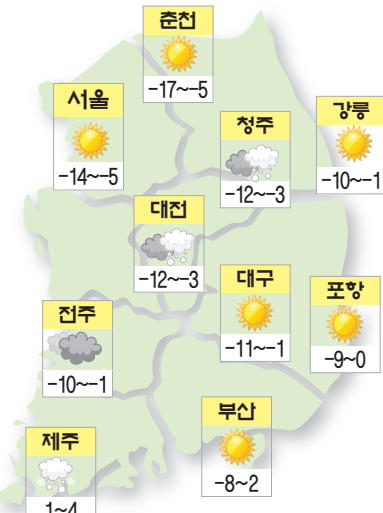 춘천
-17~-5
서울
-14~-5
청주
-12~-3
강릉
-10~-1
대전
-12~-3
대구
-11~-1
포항
-9~0
전주
-10~-1
부산
-8~2
제주
1~4